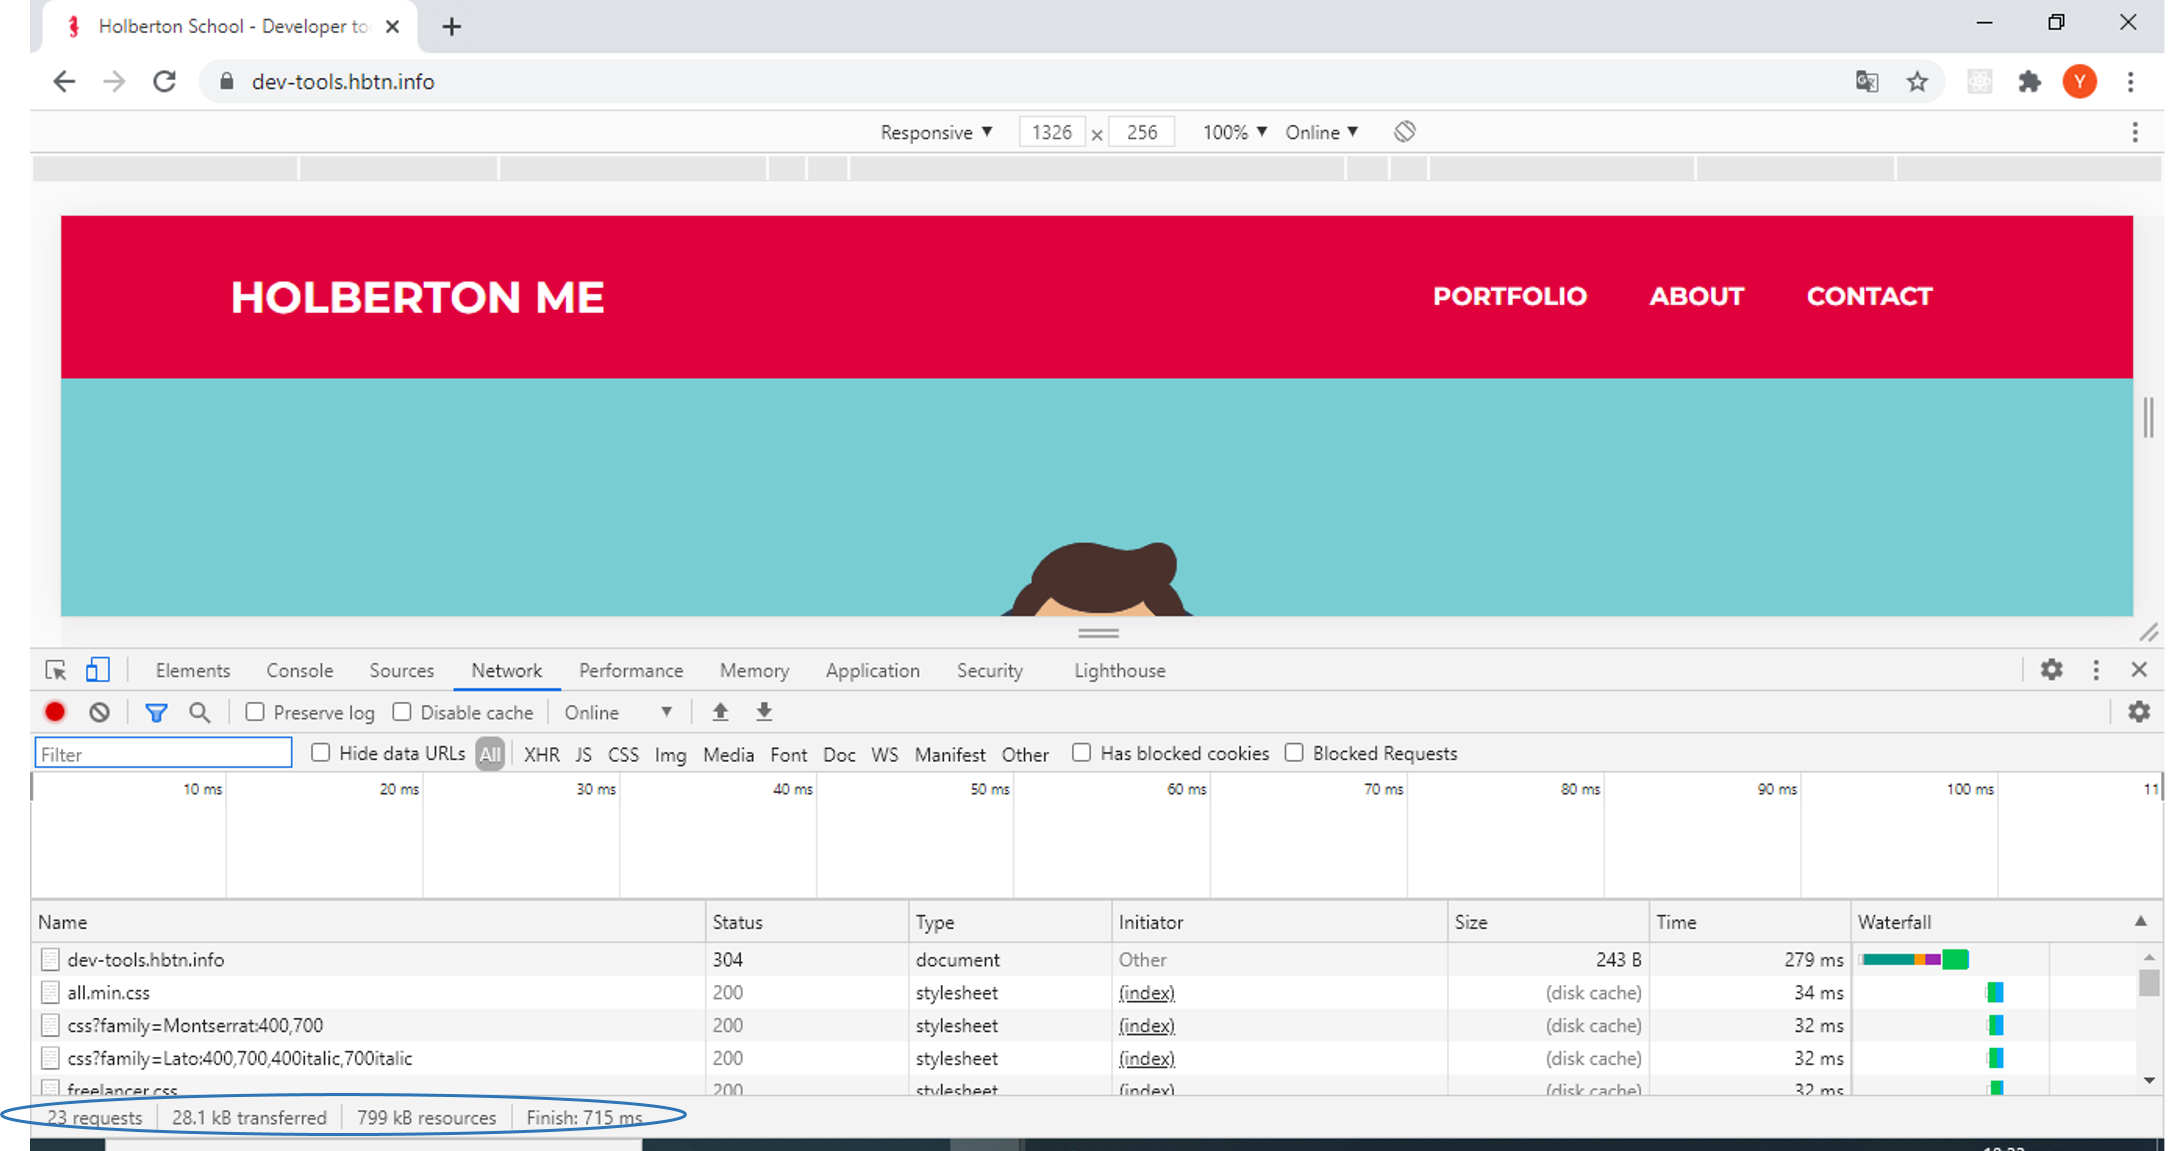 Holberton School - Developer to
dev-tools.hbtn.info
Y
Responsive ▼ 1326 x 256 100% ▼ Online ▼
HOLBERTON ME PORTFOLIO ABOUT CONTACT
Elements Console Sources Network Performance Memory Application Security Lighthouse
Preserve log Disable cache Online ▼
Filter Hide data URLs All XHR JS CSS Img Media Font Doc WS Manifest Other Has blocked cookies Blocked Requests
10 ms 20 ms 30 ms 40 ms 50 ms 60 ms 70 ms 80 ms 90 ms 100 ms 11
Name Status Type Initiator Size Time Waterfall
dev-tools.hbtn.info 304 document Other 243 B 279 ms
all.min.css 200 stylesheet (index) (disk cache) 34 ms
css?family=Montserrat:400,700 200 stylesheet (index) (disk cache) 32 ms
css?family=Lato:400,700,400italic,700italic 200 stylesheet (index) (disk cache) 32 ms
freelancer.css 200 stylesheet (index) (disk cache) 32 ms
23 requests 28.1 kB transferred 799 kB resources Finish: 715 ms